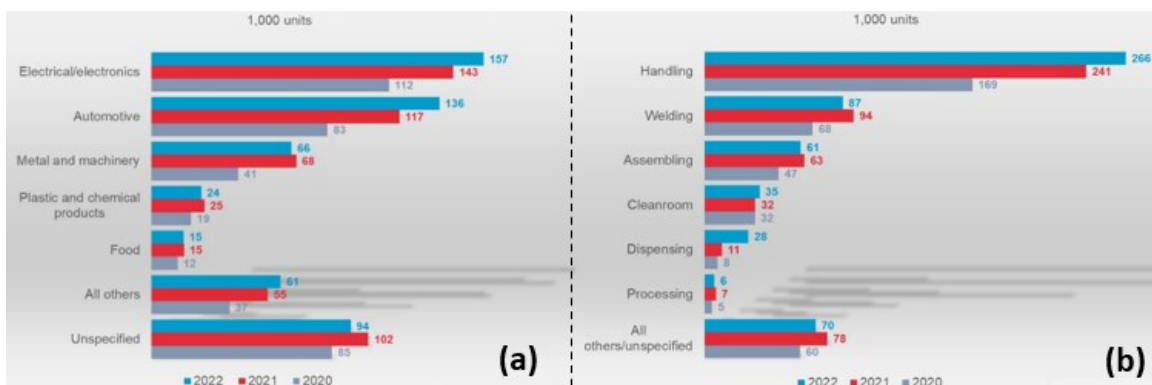 1,000 units
Electrical/electronics
157
143
112
Automotive
136
117
83
Metal and machinery
66
68
41
Plastic and chemical
products
24
25
19
Food
15
15
12
All others
61
55
37
Unspecified
94
102
85
2022 2021 2020
(a)
1,000 units
Handling
266
241
169
Welding
87
94
68
Assembling
61
63
47
Cleanroom
35
32
32
Dispensing
28
11
8
Processing
6
7
5
All
others/unspecified
70
78
60
2022 2021 2020
(b)